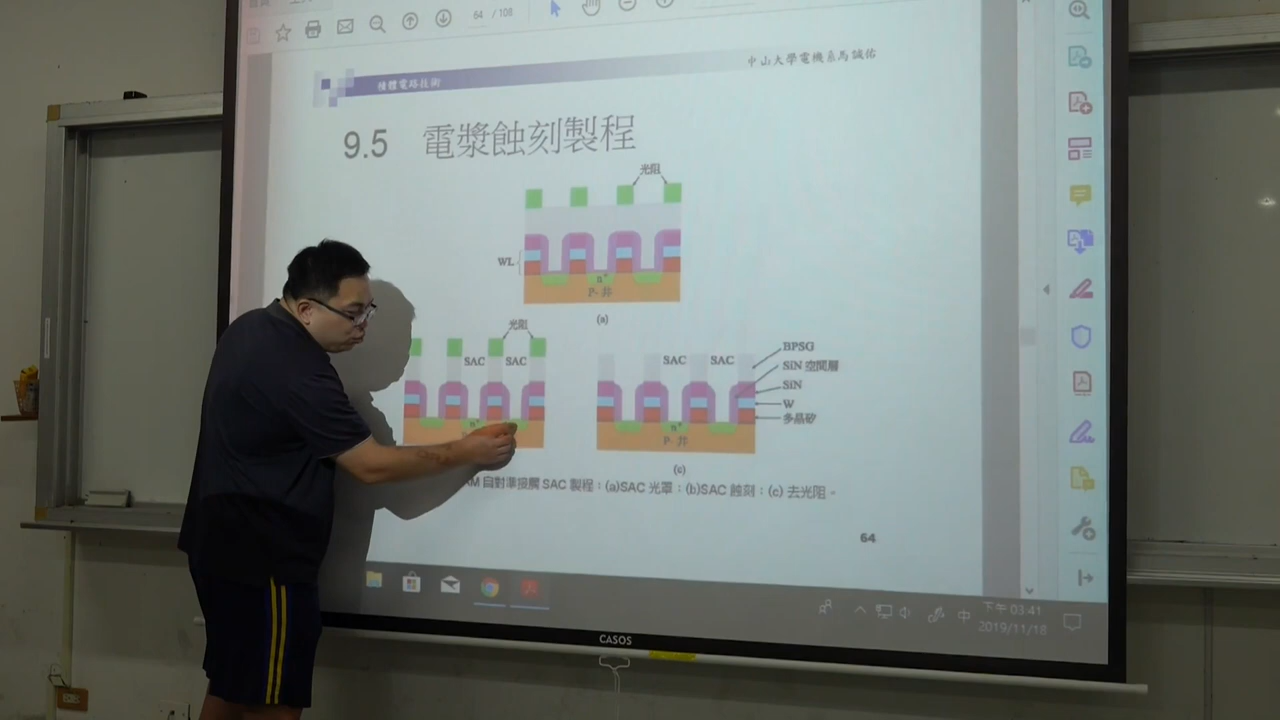 64 / 108
積體電路技術
中山大學電機系馬誠佑
9.5 電漿蝕刻製程
光阻
WL
n+
P-井
(a)
光阻
SAC SAC
n+
SAC SAC
BPSG
SiN 空間層
SiN
W
多晶矽
n+
P-井
(c)
AM 自對準接觸 SAC 製程:(a)SAC 光罩;(b)SAC 蝕刻;(c) 去光阻。
64
中
下午 03:41
2019/11/18
CASOS